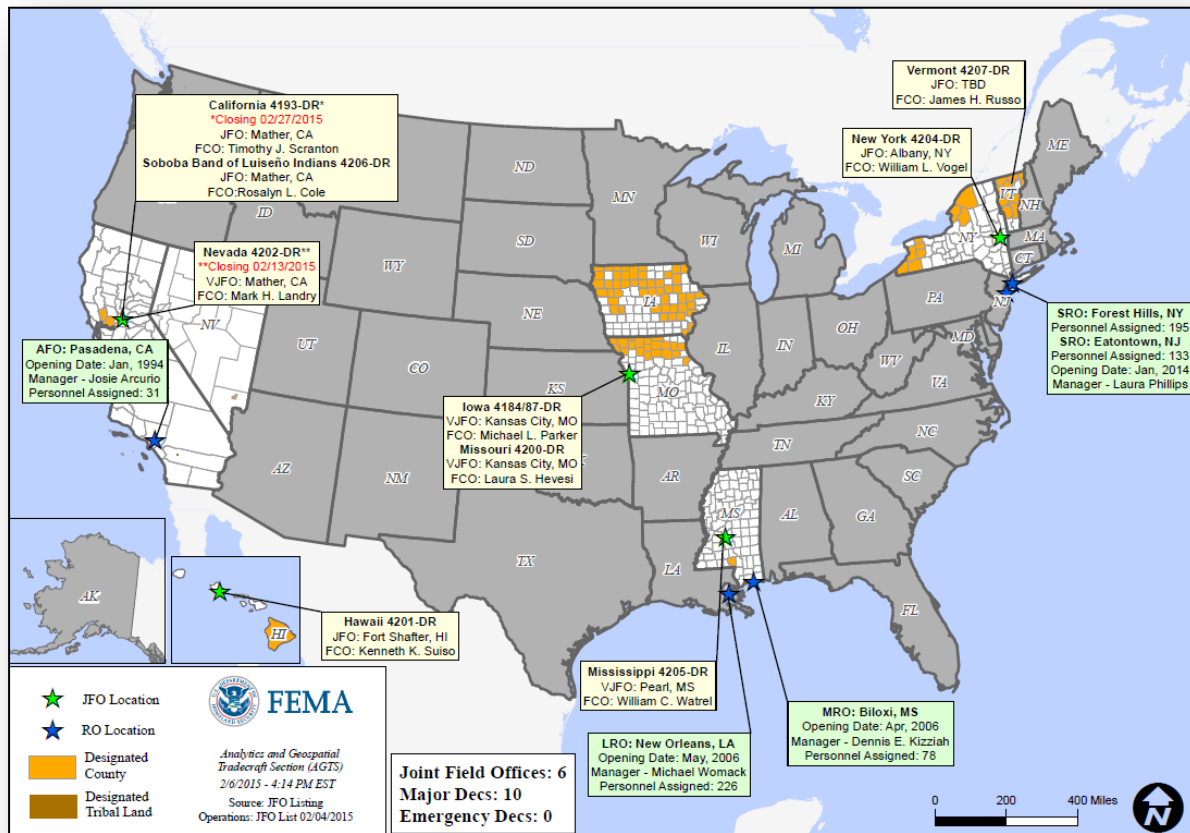 California 4193-DR*
*Closing 02/27/2015
JFO: Mather, CA
FCO: Timothy J. Scranton
Soboba Band of Luiseño Indians 4206-DR
JFO: Mather, CA
FCO:Rosalyn L. Cole
Nevada 4202-DR**
**Closing 02/13/2015
VJFO: Mather, CA
FCO: Mark H. Landry
AFO: Pasadena, CA
Opening Date: Jan, 1994
Manager - Josie Arcurio
Personnel Assigned: 31
Vermont 4207-DR
JFO: TBD
FCO: James H. Russo
New York 4204-DR
JFO: Albany, NY
FCO: William L. Vogel
SRO: Forest Hills, NY
Personnel Assigned: 195
SRO: Eatontown, NJ
Personnel Assigned: 133
Opening Date: Jan, 2014
Manager - Laura Phillips
Iowa 4184/87-DR
VJFO: Kansas City, MO
FCO: Michael L. Parker
Missouri 4200-DR
VJFO: Kansas City, MO
FCO: Laura S. Hevesi
Hawaii 4201-DR
JFO: Fort Shafter, HI
FCO: Kenneth K. Suiso
Mississippi 4205-DR
VJFO: Pearl, MS
FCO: William C. Watrel
LRO: New Orleans, LA
Opening Date: May, 2006
Manager - Michael Womack
Personnel Assigned: 226
MRO: Biloxi, MS
Opening Date: Apr, 2006
Manager - Dennis E. Kizziah
Personnel Assigned: 78
ID
ND
MN
SD
WY
WI
MI
NE
IA
NV
UT
CO
KS
MO
IL
IN
OH
PA
NY
VT
NH
ME
MA
CT
NJ
MD
WV
VA
KY
TN
NC
SC
AZ
NM
AR
MS
AL
GA
LA
TX
FL
AK
HI
JFO Location
RO Location
Designated
County
Designated
Tribal Land
FEMA
Analytics and Geospatial
Tradecraft Section (AGTS)
2/6/2015 - 4:14 PM EST
Source: JFO Listing
Operations: JFO List 02/04/2015
Joint Field Offices: 6
Major Decs: 10
Emergency Decs: 0
0 200 400 Miles
N